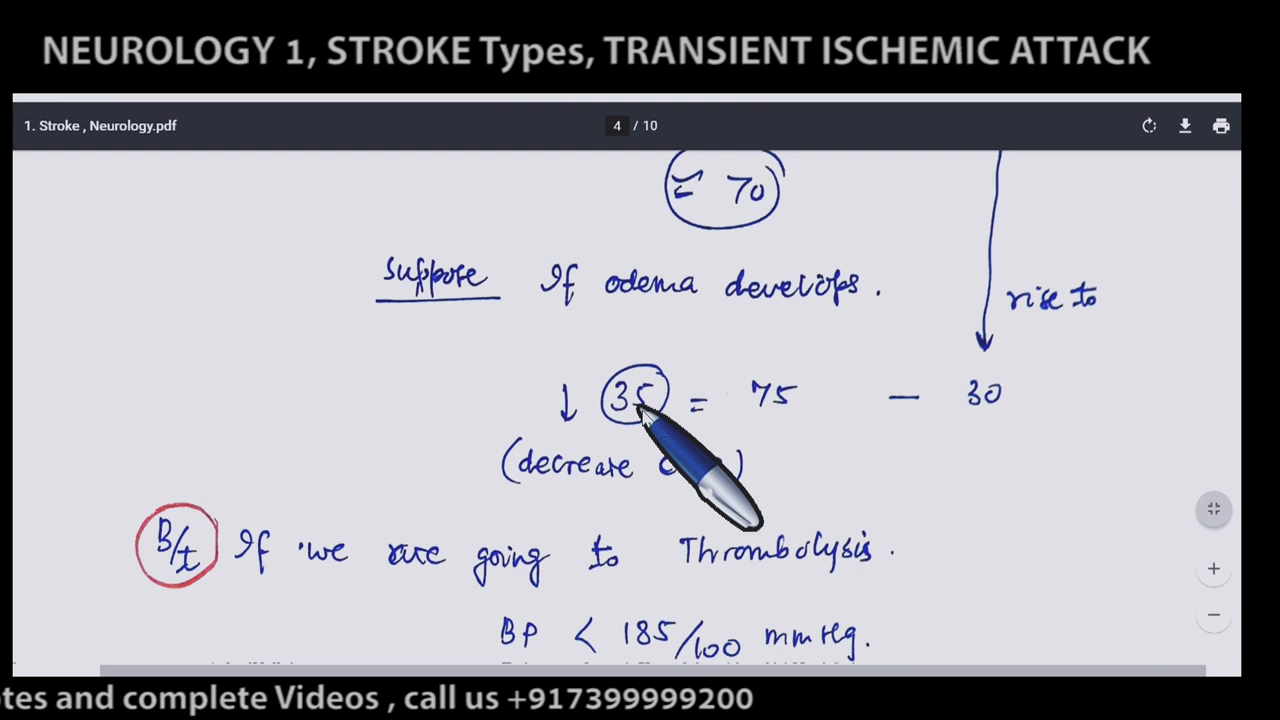 NEUROLOGY 1, STROKE Types, TRANSIENT ISCHEMIC ATTACK
1. Stroke , Neurology.pdf 4 / 10
≈ 70
Suppose If odema develops.
rise to
↓ 35 = 75 — 30
(decrease )
B/t If we are going to Thrombolysis.
BP < 185/100 mmHg.
otes and complete Videos , call us +917399999200